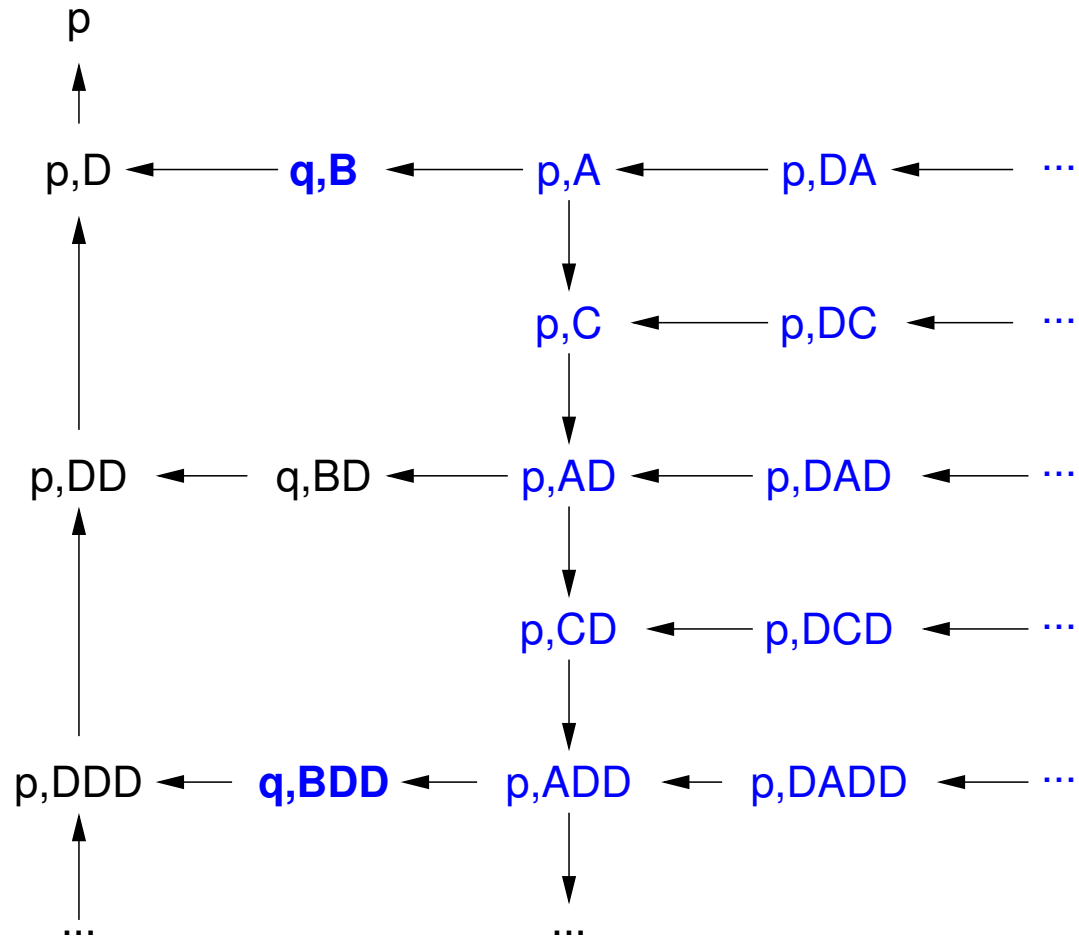 p
p,D q,B p,A p,DA ...
p,C p,DC ...
p,DD q,BD p,AD p,DAD ...
p,CD p,DCD ...
p,DDD q,BDD p,ADD p,DADD ...
... ...